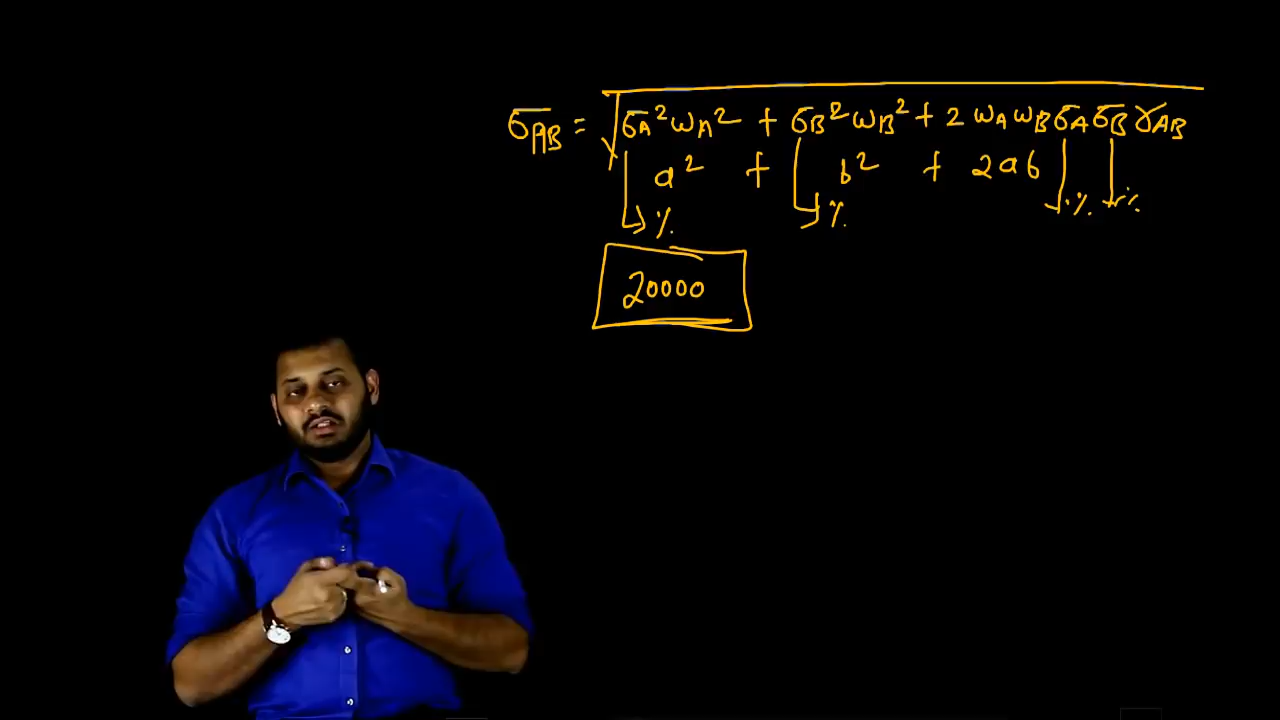 σAB = √σA²ωA² + σB²ωB² + 2 ωA ωB σA σB γAB
a² + b² + 2ab
% % % %
20000